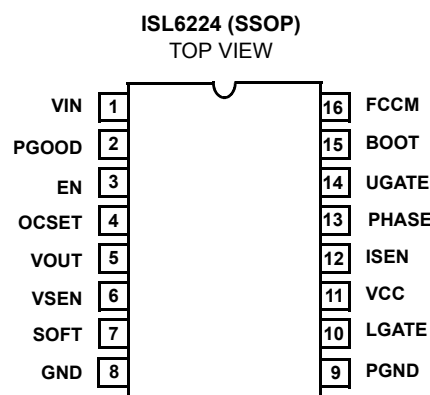 ISL6224 (SSOP)
TOP VIEW
VIN 1 16 FCCM
PGOOD 2 15 BOOT
EN 3 14 UGATE
OCSET 4 13 PHASE
VOUT 5 12 ISEN
VSEN 6 11 VCC
SOFT 7 10 LGATE
GND 8 9 PGND